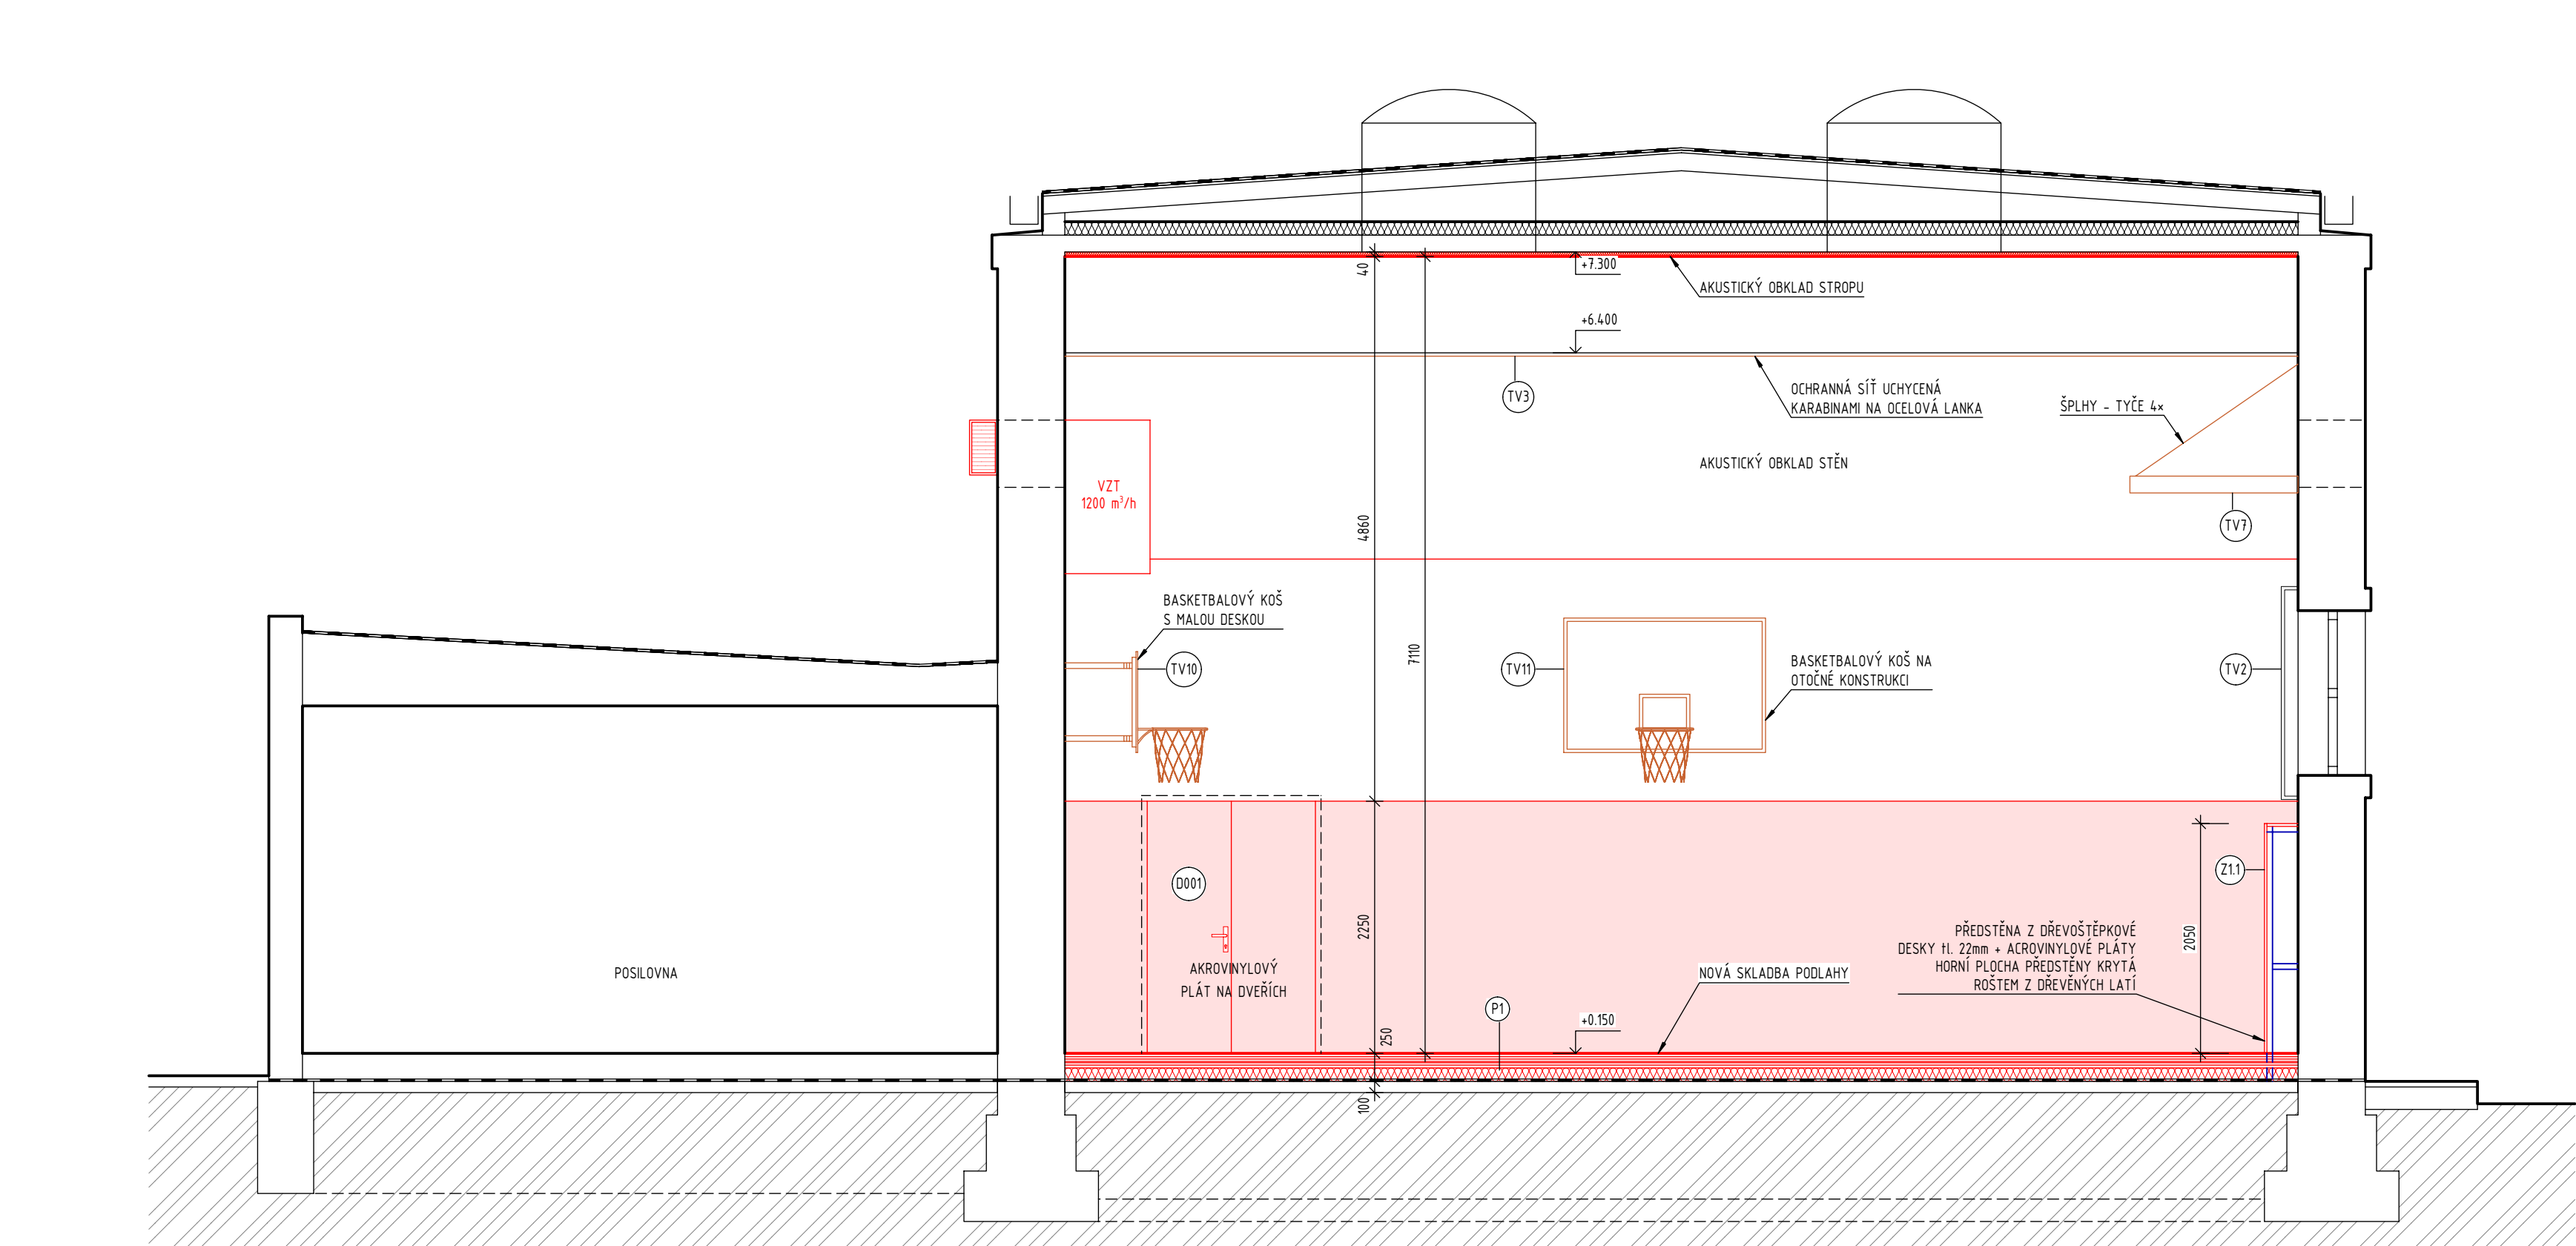 40
+7.300
AKUSTICKÝ OBKLAD STROPU
+6.400
TV3
OCHRANNÁ SÍŤ UCHYCENÁ
KARABINAMI NA OCELOVÁ LANKA
ŠPLHY - TYČE 4×
AKUSTICKÝ OBKLAD STĚN
VZT
1200 m³/h
4860
TV7
BASKETBALOVÝ KOŠ
S MALOU DESKOU
TV10
7110
TV11
BASKETBALOVÝ KOŠ NA
OTOČNÉ KONSTRUKCI
TV2
D001
Z1.1
2250
2050
PŘEDSTĚNA Z DŘEVOŠTĚPKOVÉ
DESKY tl. 22mm + ACROVINYLOVÉ PLÁTY
HORNÍ PLOCHA PŘEDSTĚNY KRYTÁ
ROŠTEM Z DŘEVĚNÝCH LATÍ
POSILOVNA
AKROVINYLOVÝ
PLÁT NA DVEŘÍCH
NOVÁ SKLADBA PODLAHY
P1
+0.150
250
100